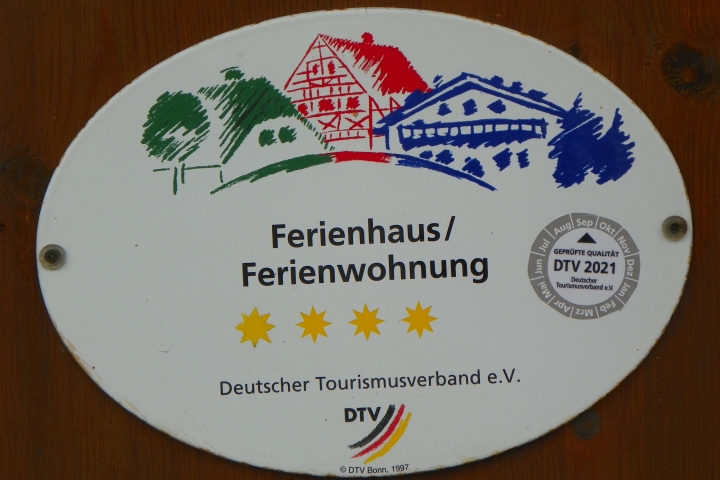 Ferienhaus/
Ferienwohnung
Jan Feb Mrz Apr Mai Jun Jul Aug Sep Okt Nov Dez
GEPRÜFTE QUALITÄT
DTV 2021
Deutscher
Tourismusverband e.V.
Deutscher Tourismusverband e.V.
DTV
© DTV Bonn, 1997